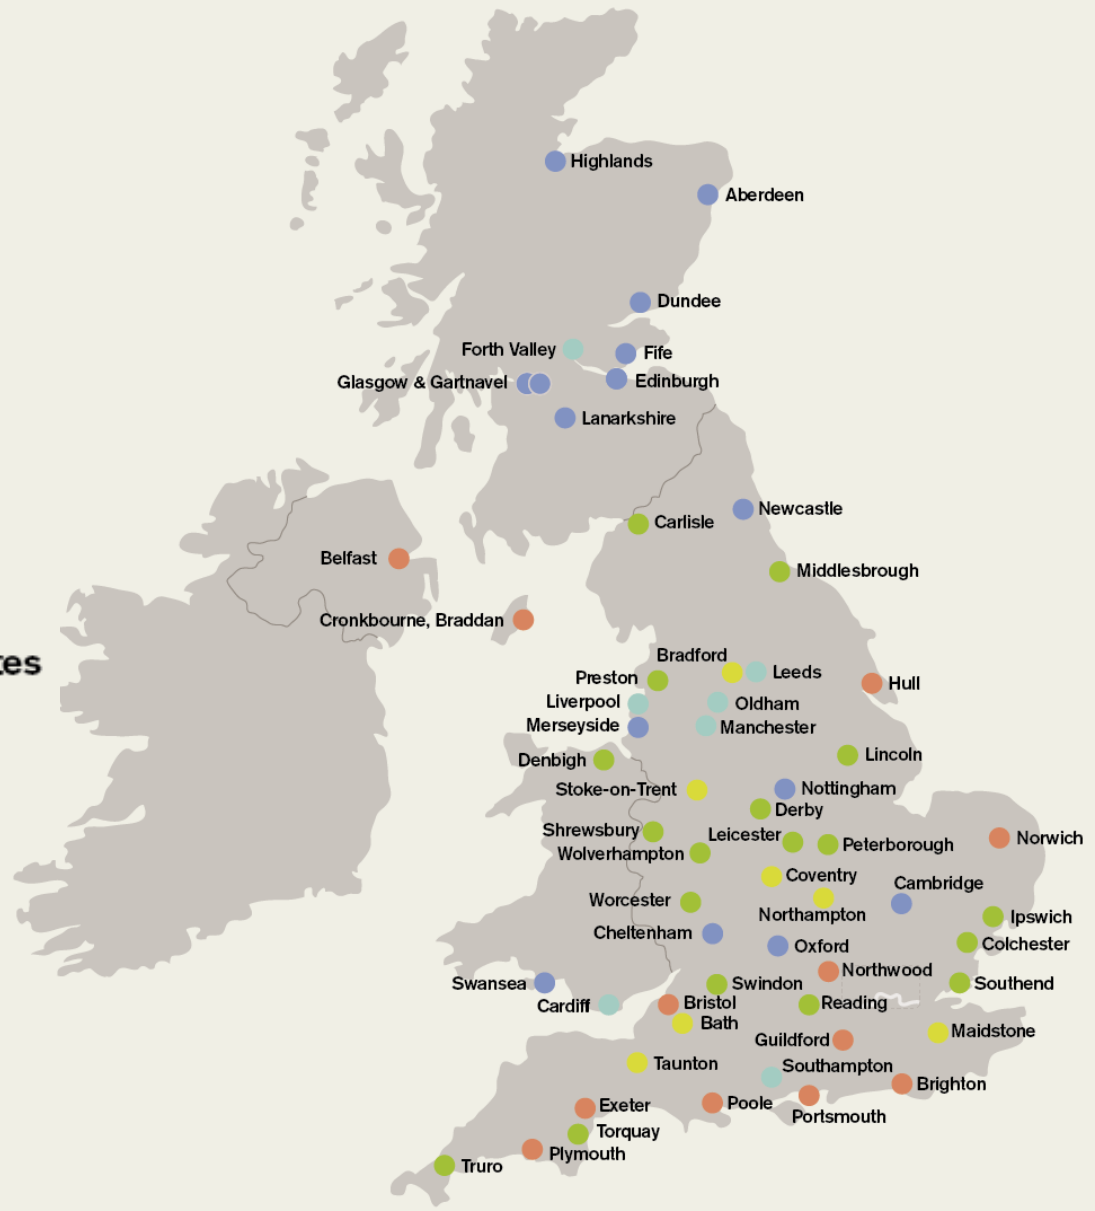 Highlands
Aberdeen
Dundee
Forth Valley
Fife
Glasgow & Gartnavel
Edinburgh
Lanarkshire
Newcastle
Carlisle
Belfast
Middlesbrough
Cronkbourne, Braddan
Bradford
tes
Leeds
Preston
Hull
Liverpool
Oldham
Merseyside
Manchester
Lincoln
Denbigh
Stoke-on-Trent
Nottingham
Derby
Shrewsbury
Leicester
Norwich
Peterborough
Wolverhampton
Coventry
Cambridge
Worcester
Northampton
Ipswich
Cheltenham
Colchester
Oxford
Northwood
Swansea
Swindon
Southend
Cardiff
Bristol
Reading
Bath
Maidstone
Guildford
Taunton
Southampton
Brighton
Poole
Exeter
Portsmouth
Torquay
Plymouth
Truro